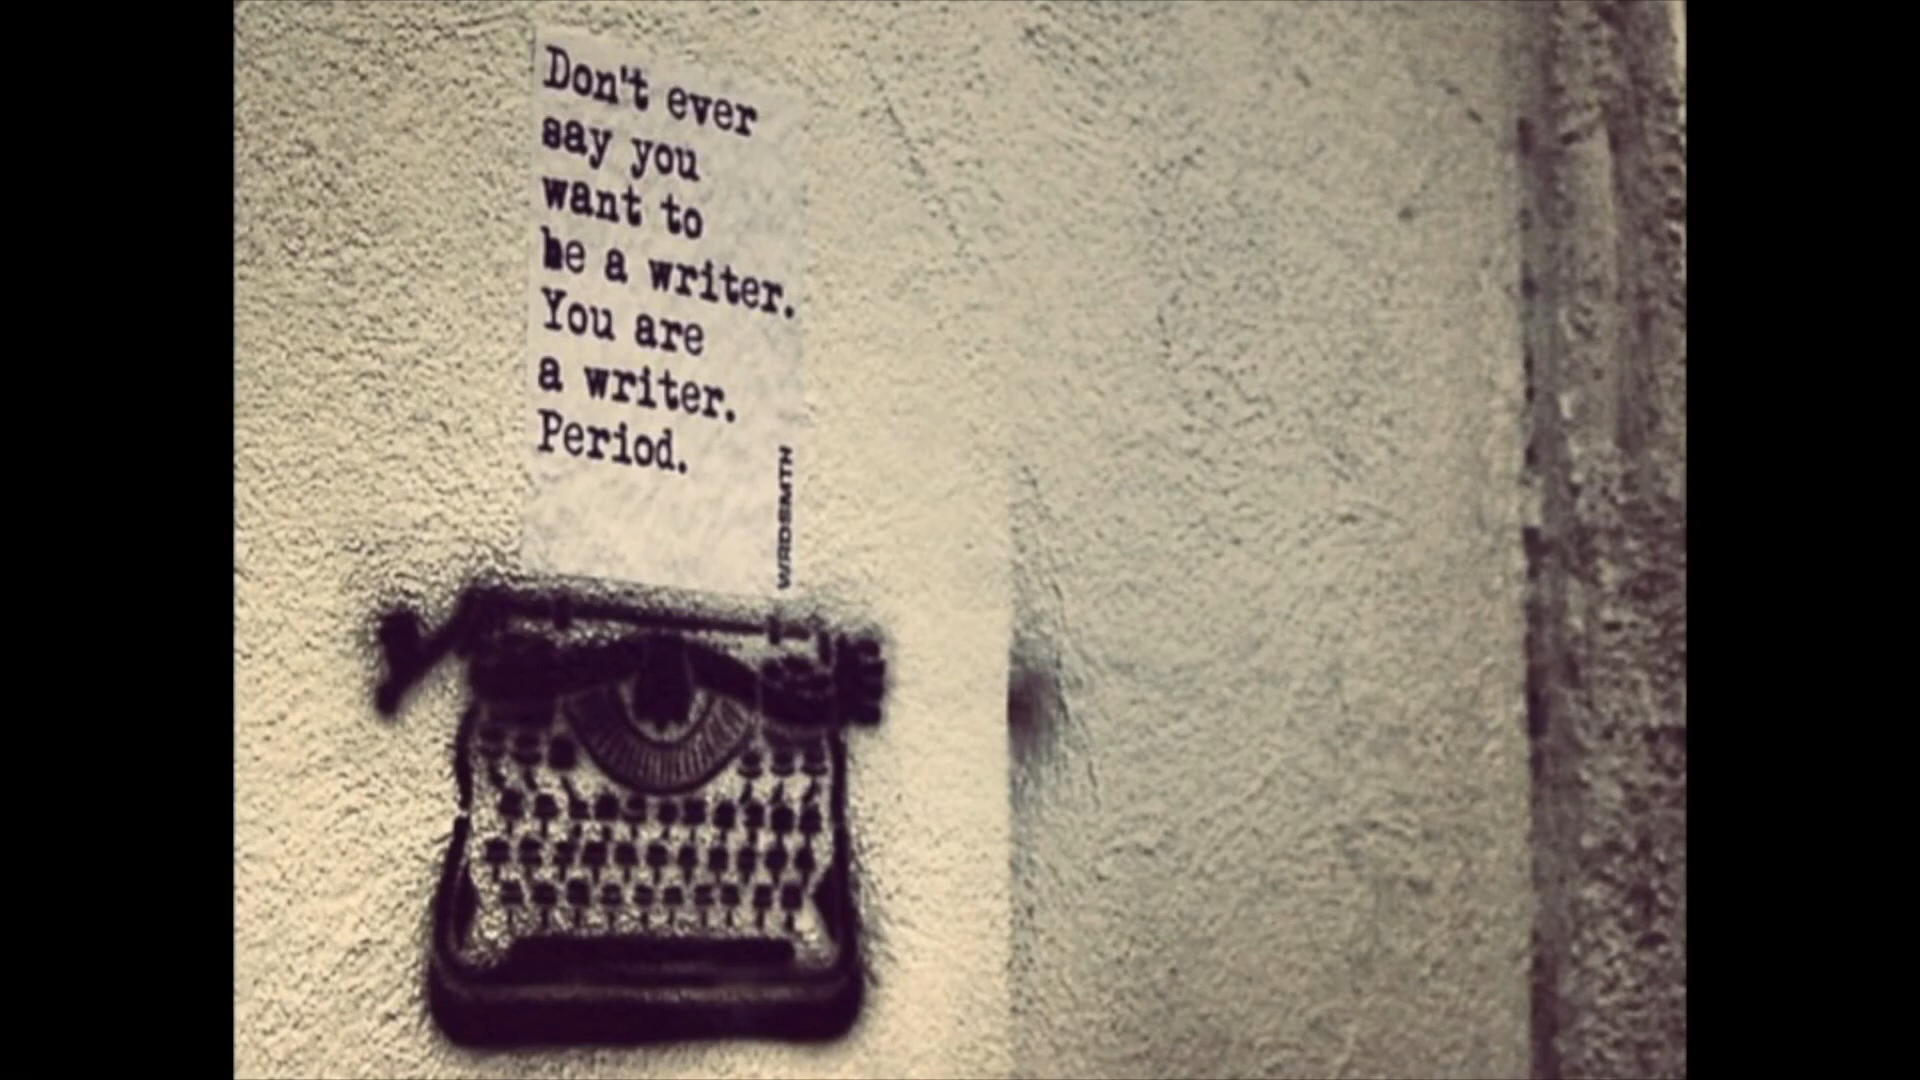 Don't ever
say you
want to
be a writer.
You are
a writer.
Period.
WRDSMTH